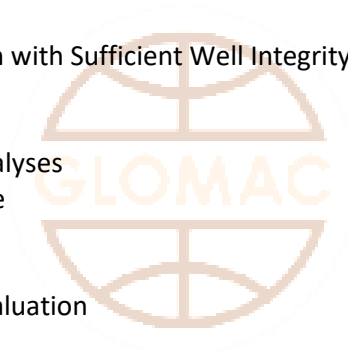 with Sufficient Well Integrity
alyses
GLOMAC
e
aluation